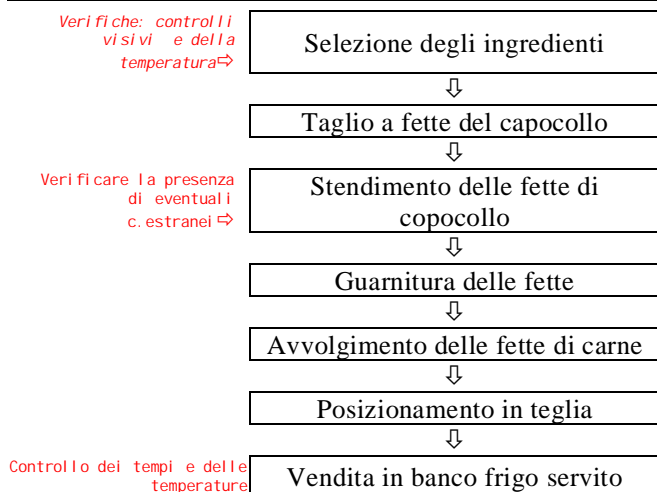 Verifiche: controlli
visivi e della
temperatura⇨
Selezione degli ingredienti
⇩
Taglio a fette del capocollo
⇩
Verificare la presenza
di eventuali
c.estranei⇨
Stendimento delle fette di
copocollo
⇩
Guarnitura delle fette
⇩
Avvolgimento delle fette di carne
⇩
Posizionamento in teglia
⇩
Controllo dei tempi e delle
temperature
Vendita in banco frigo servito